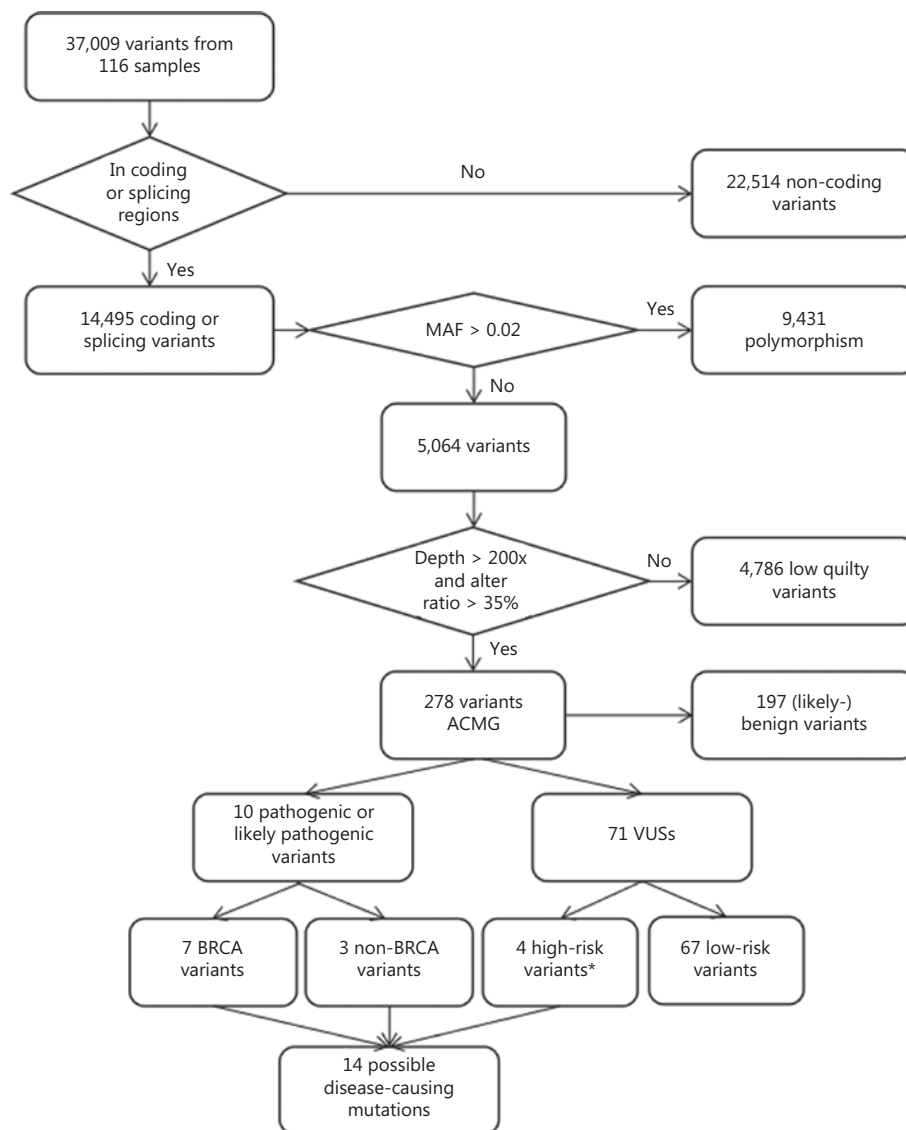 37,009 variants from
116 samples
In coding
or splicing
regions
No
22,514 non-coding
variants
Yes
14,495 coding or
splicing variants
MAF > 0.02
Yes
9,431
polymorphism
No
5,064 variants
Depth > 200x
and alter
ratio > 35%
No
4,786 low quilty
variants
Yes
278 variants
ACMG
197 (likely-)
benign variants
10 pathogenic or
likely pathogenic
variants
71 VUSs
7 BRCA
variants
3 non-BRCA
variants
4 high-risk
variants*
67 low-risk
variants
14 possible
disease-causing
mutations